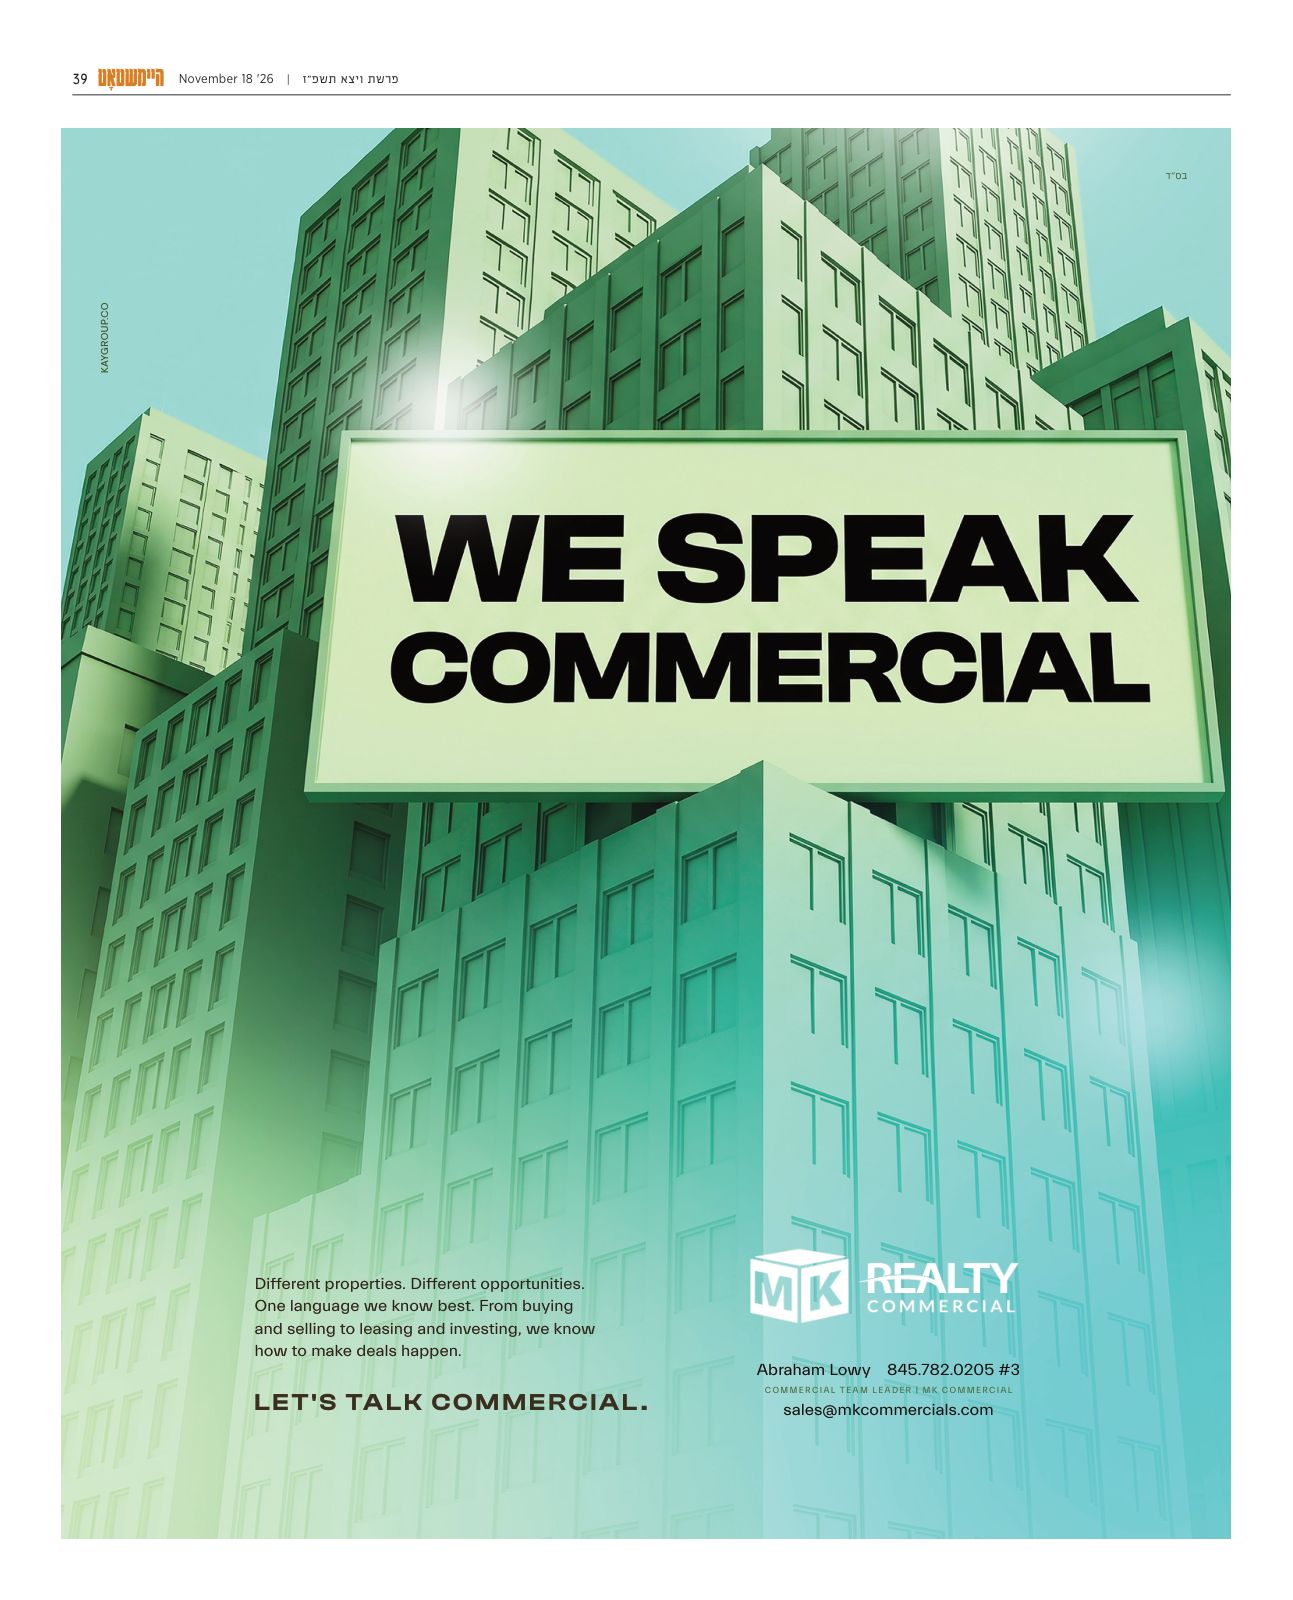 39 היימשטאָט November 18 '26 | פרשת ויצא תשפ״ז
בס״ד
KAYGROUP.CO
WE SPEAK
COMMERCIAL
Different properties. Different opportunities.
One language we know best. From buying
and selling to leasing and investing, we know
how to make deals happen.
LET'S TALK COMMERCIAL.
MK REALTY
COMMERCIAL
Abraham Lowy 845.782.0205 #3
COMMERCIAL TEAM LEADER | MK COMMERCIAL
sales@mkcommercials.com